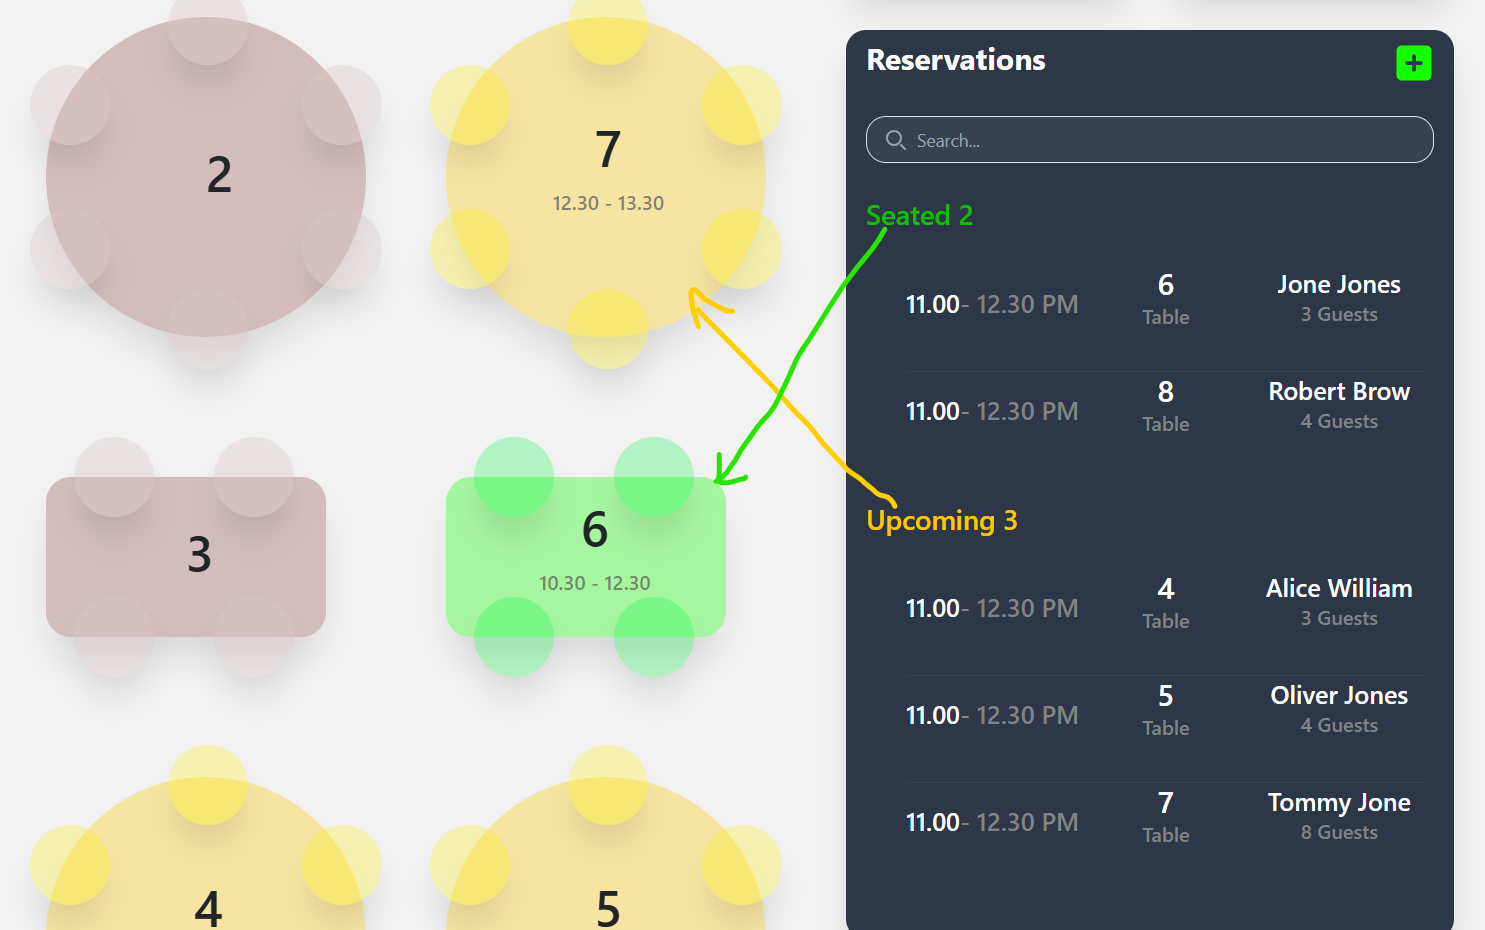 2
7
12.30 - 13.30
3
6
10.30 - 12.30
4
5
Reservations
+
Search...
Seated 2
11.00- 12.30 PM
6
Table
Jone Jones
3 Guests
11.00- 12.30 PM
8
Table
Robert Brow
4 Guests
Upcoming 3
11.00- 12.30 PM
4
Table
Alice William
3 Guests
11.00- 12.30 PM
5
Table
Oliver Jones
4 Guests
11.00- 12.30 PM
7
Table
Tommy Jone
8 Guests